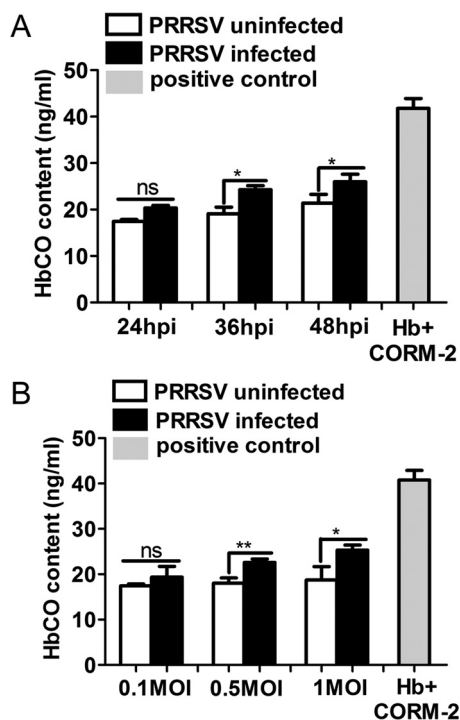 A
PRRSV uninfected
PRRSV infected
positive control
HbCO content (ng/ml)
50
40
30
20
10
0
ns
*
*
24hpi 36hpi 48hpi Hb+
CORM-2
B
PRRSV uninfected
PRRSV infected
positive control
HbCO content (ng/ml)
50
40
30
20
10
0
ns
**
*
0.1MOI 0.5MOI 1MOI Hb+
CORM-2